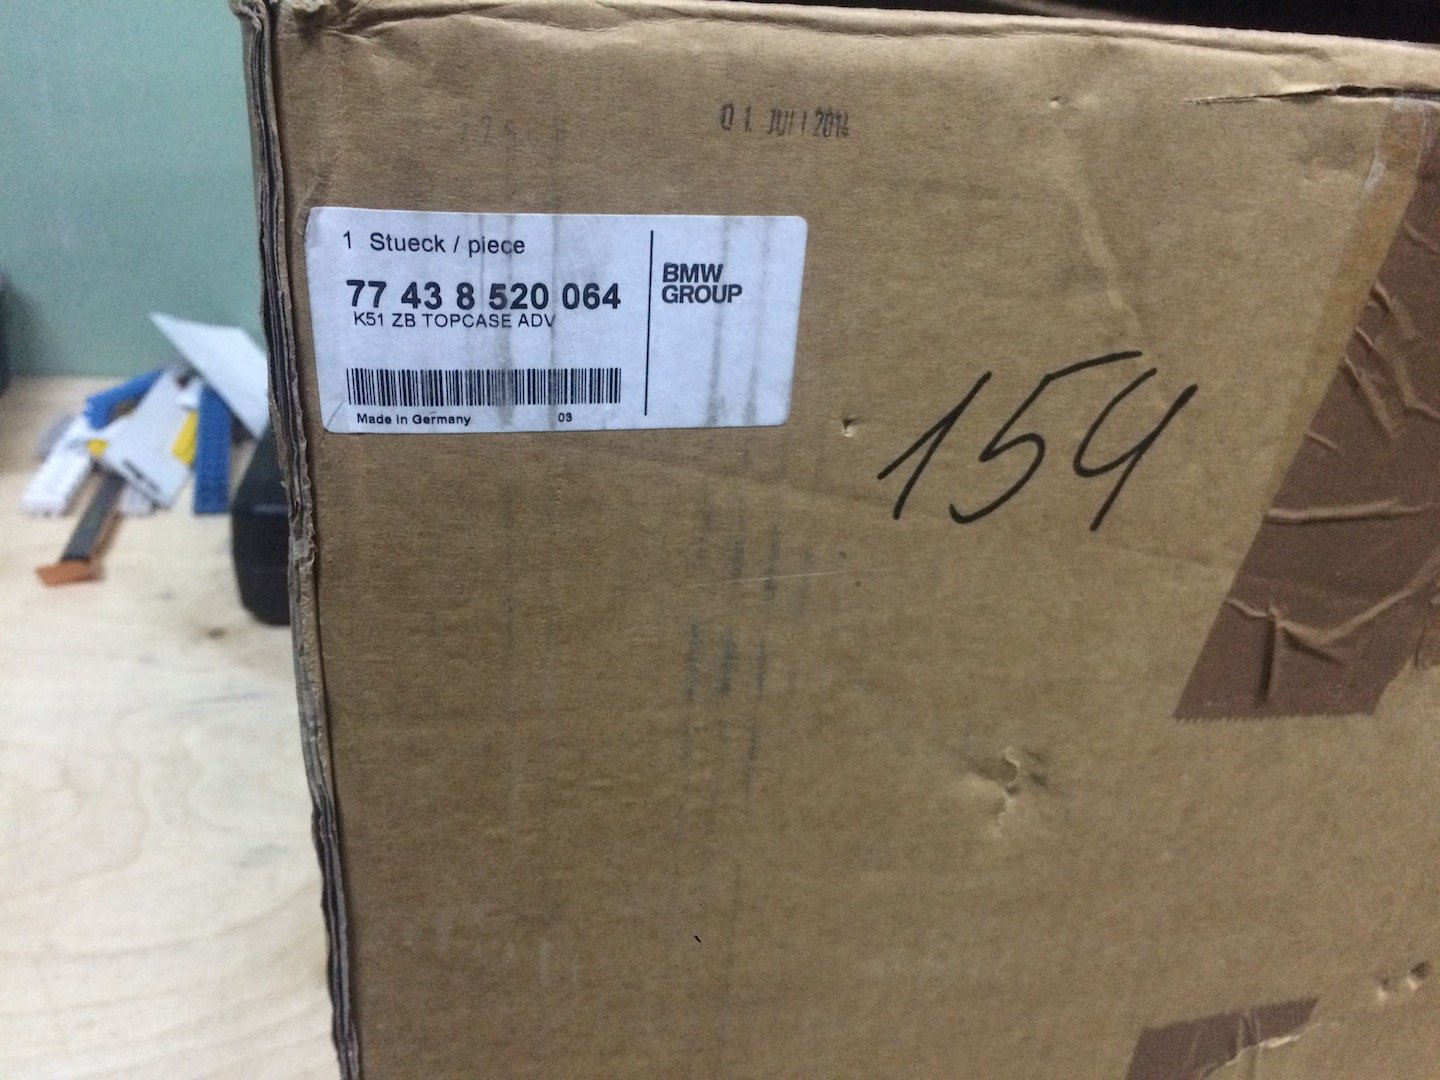 01. JULI 2014
1 Stueck / piece
77 43 8 520 064
K51 ZB TOPCASE ADV
Made in Germany 03
BMW
GROUP
154